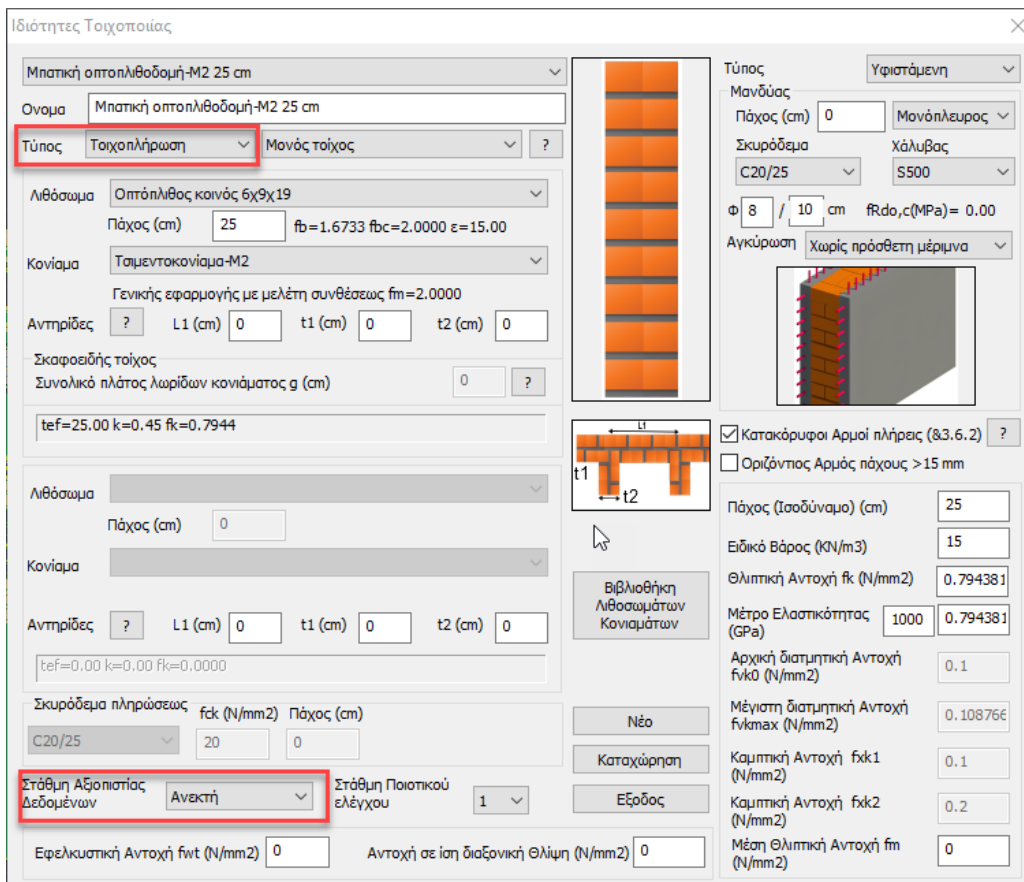 Ιδιότητες Τοιχοποιίας
Μπατική οπτοπλιθοδομή-M2 25 cm
Ονομα Μπατική οπτοπλιθοδομή-M2 25 cm
Τύπος Τοιχοπλήρωση Μονός τοίχος ?
Λιθόσωμα Οπτόπλιθος κοινός 6χ9χ19
Πάχος (cm) 25 fb=1.6733 fbc=2.0000 ε=15.00
Κονίαμα Τσιμεντοκονίαμα-M2
Γενικής εφαρμογής με μελέτη συνθέσεως fm=2.0000
Αντηρίδες ? L1 (cm) 0 t1 (cm) 0 t2 (cm) 0
Σκαφοειδής τοίχος
Συνολικό πλάτος λωρίδων κονιάματος g (cm) 0 ?
tef=25.00 k=0.45 fk=0.7944
Λιθόσωμα
Πάχος (cm) 0
Κονίαμα
Αντηρίδες ? L1 (cm) 0 t1 (cm) 0 t2 (cm) 0
tef=0.00 k=0.00 fk=0.0000
Σκυρόδεμα πληρώσεως fck (N/mm2) Πάχος (cm)
C20/25 20 0
Στάθμη Αξιοπιστίας
Δεδομένων Ανεκτή
Στάθμη Ποιοτικού
ελέγχου 1
Εφελκυστική Αντοχή fwt (N/mm2) 0 Αντοχή σε ίση διαξονική Θλίψη (N/mm2) 0
L1
t1
t2
Βιβλιοθήκη
Λιθοσωμάτων
Κονιαμάτων
Νέο
Καταχώρηση
Εξοδος
Τύπος Υφιστάμενη
Μανδύας
Πάχος (cm) 0 Μονόπλευρος
Σκυρόδεμα Χάλυβας
C20/25 S500
Φ 8 / 10 cm fRdo,c(MPa)= 0.00
Αγκύρωση Χωρίς πρόσθετη μέριμνα
Κατακόρυφοι Αρμοί πλήρεις (&3.6.2) ?
Οριζόντιος Αρμός πάχους >15 mm
Πάχος (Ισοδύναμο) (cm) 25
Ειδικό Βάρος (KN/m3) 15
Θλιπτική Αντοχή fk (N/mm2) 0.794381
Μέτρο Ελαστικότητας
(GPa) 1000 0.794381
Αρχική διατμητική Αντοχή
fvk0 (N/mm2) 0.1
Μέγιστη διατμητική Αντοχή
fvkmax (N/mm2) 0.108766
Καμπτική Αντοχή fxk1
(N/mm2) 0.1
Καμπτική Αντοχή fxk2
(N/mm2) 0.2
Μέση Θλιπτική Αντοχή fm
(N/mm2) 0